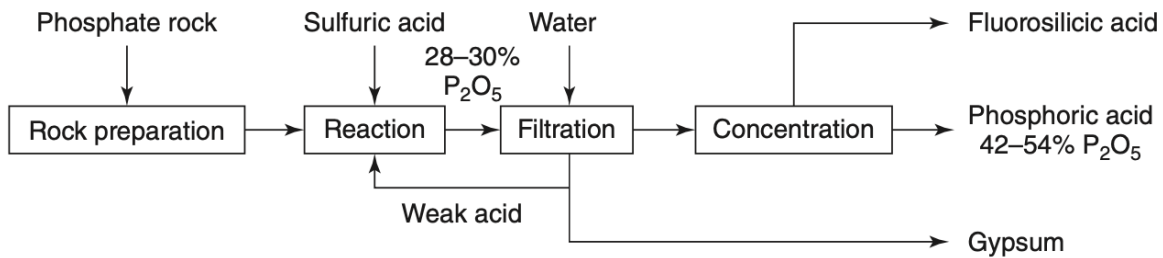 Phosphate rock
Sulfuric acid
Water
Fluorosilicic acid
28–30%
P₂O₅
Rock preparation
Reaction
Filtration
Concentration
Phosphoric acid
42–54% P₂O₅
Weak acid
Gypsum